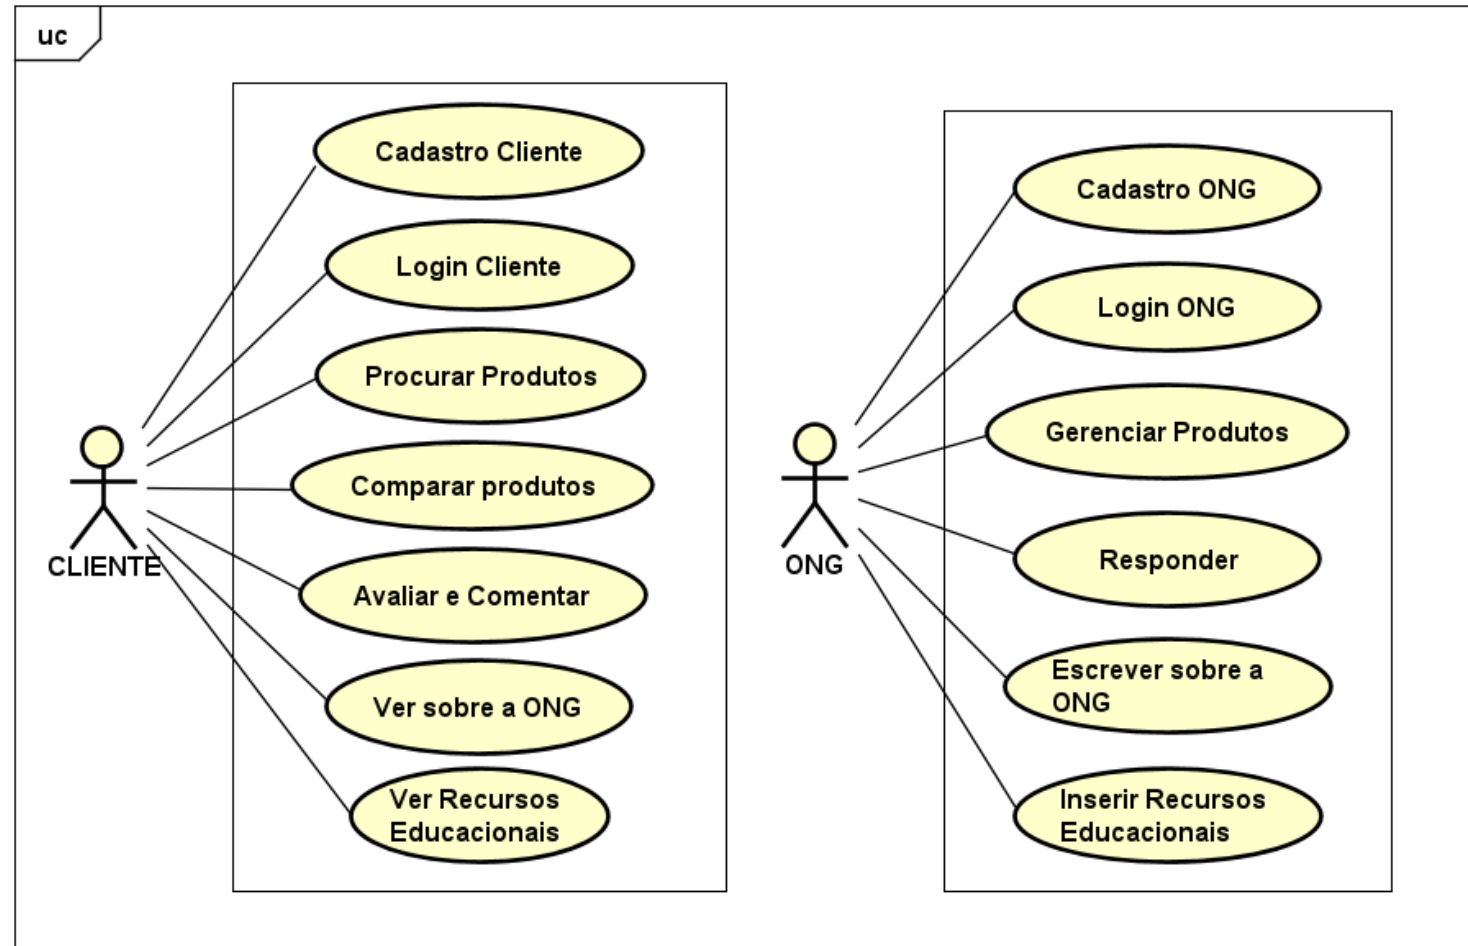 uc
Cadastro Cliente
Login Cliente
Procurar Produtos
Comparar produtos
Avaliar e Comentar
Ver sobre a ONG
Ver Recursos
Educacionais
CLIENTE
Cadastro ONG
Login ONG
Gerenciar Produtos
Responder
Escrever sobre a
ONG
Inserir Recursos
Educacionais
ONG